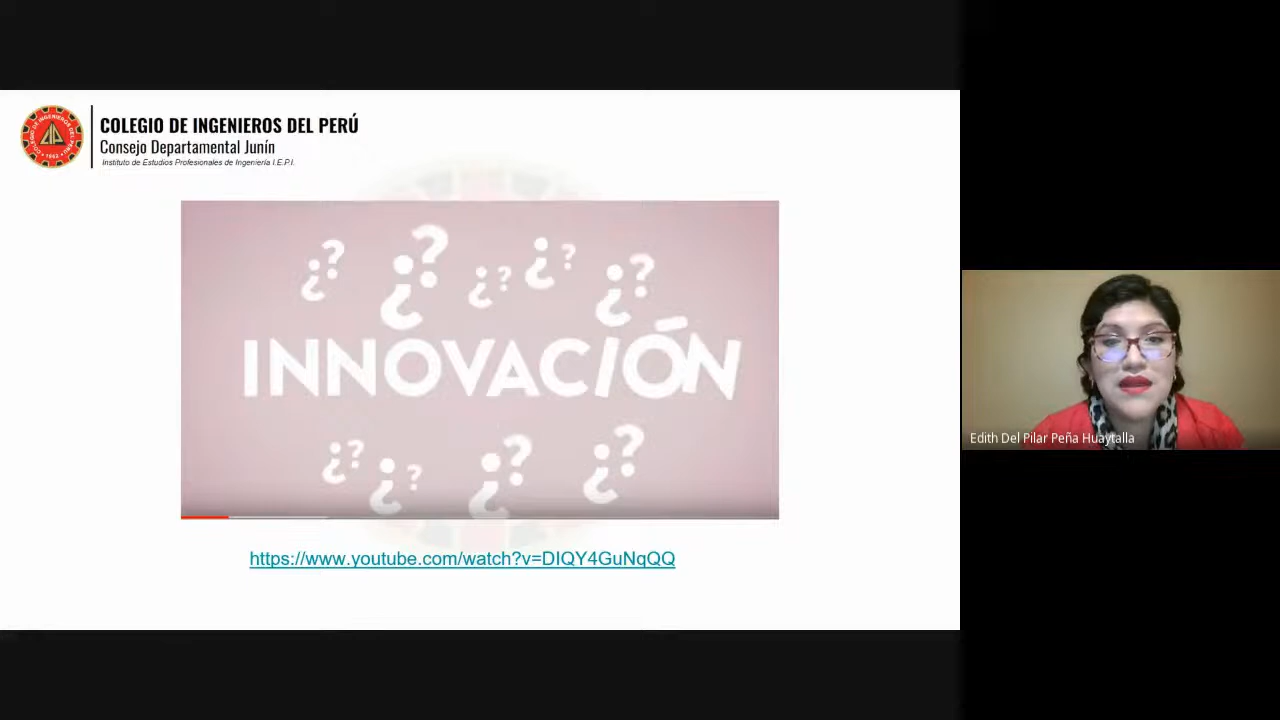 COLEGIO DE INGENIEROS DEL PERÚ
Consejo Departamental Junín
Instituto de Estudios Profesionales de Ingeniería I.E.P.I.
¿? ¿? ¿? ¿? ¿?
INNOVACIÓN
¿? ¿? ¿? ¿?
https://www.youtube.com/watch?v=DIQY4GuNqQQ
Edith Del Pilar Peña Huaytalla